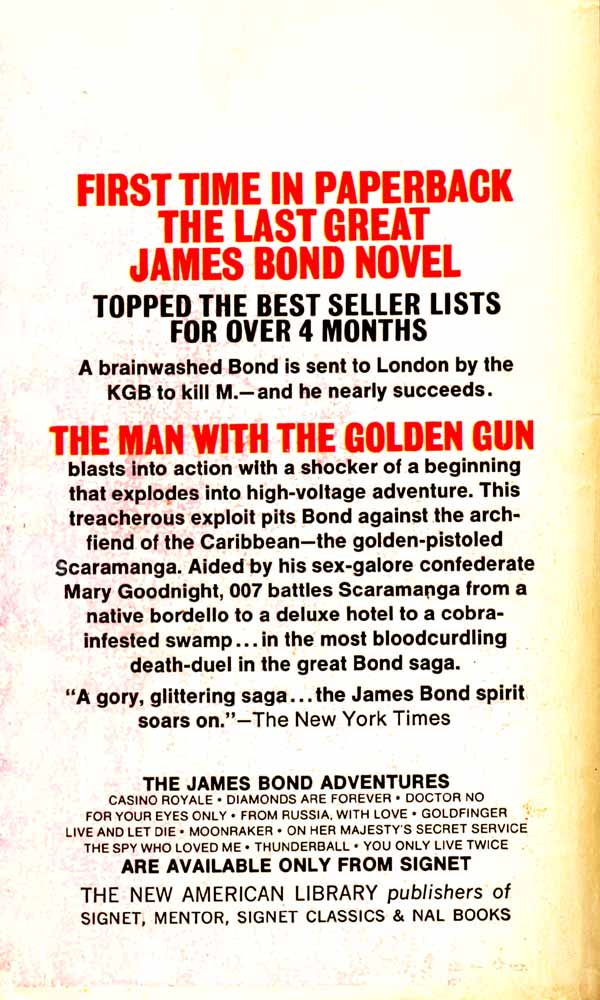 FIRST TIME IN PAPERBACK
THE LAST GREAT
JAMES BOND NOVEL
TOPPED THE BEST SELLER LISTS
FOR OVER 4 MONTHS
A brainwashed Bond is sent to London by the
KGB to kill M.—and he nearly succeeds.
THE MAN WITH THE GOLDEN GUN
blasts into action with a shocker of a beginning
that explodes into high-voltage adventure. This
treacherous exploit pits Bond against the arch-
fiend of the Caribbean—the golden-pistoled
Scaramanga. Aided by his sex-galore confederate
Mary Goodnight, 007 battles Scaramanga from a
native bordello to a deluxe hotel to a cobra-
infested swamp...in the most bloodcurdling
death-duel in the great Bond saga.
"A gory, glittering saga...the James Bond spirit
soars on."—The New York Times
THE JAMES BOND ADVENTURES
CASINO ROYALE • DIAMONDS ARE FOREVER • DOCTOR NO
FOR YOUR EYES ONLY • FROM RUSSIA, WITH LOVE • GOLDFINGER
LIVE AND LET DIE • MOONRAKER • ON HER MAJESTY'S SECRET SERVICE
THE SPY WHO LOVED ME • THUNDERBALL • YOU ONLY LIVE TWICE
ARE AVAILABLE ONLY FROM SIGNET
THE NEW AMERICAN LIBRARY publishers of
SIGNET, MENTOR, SIGNET CLASSICS & NAL BOOKS